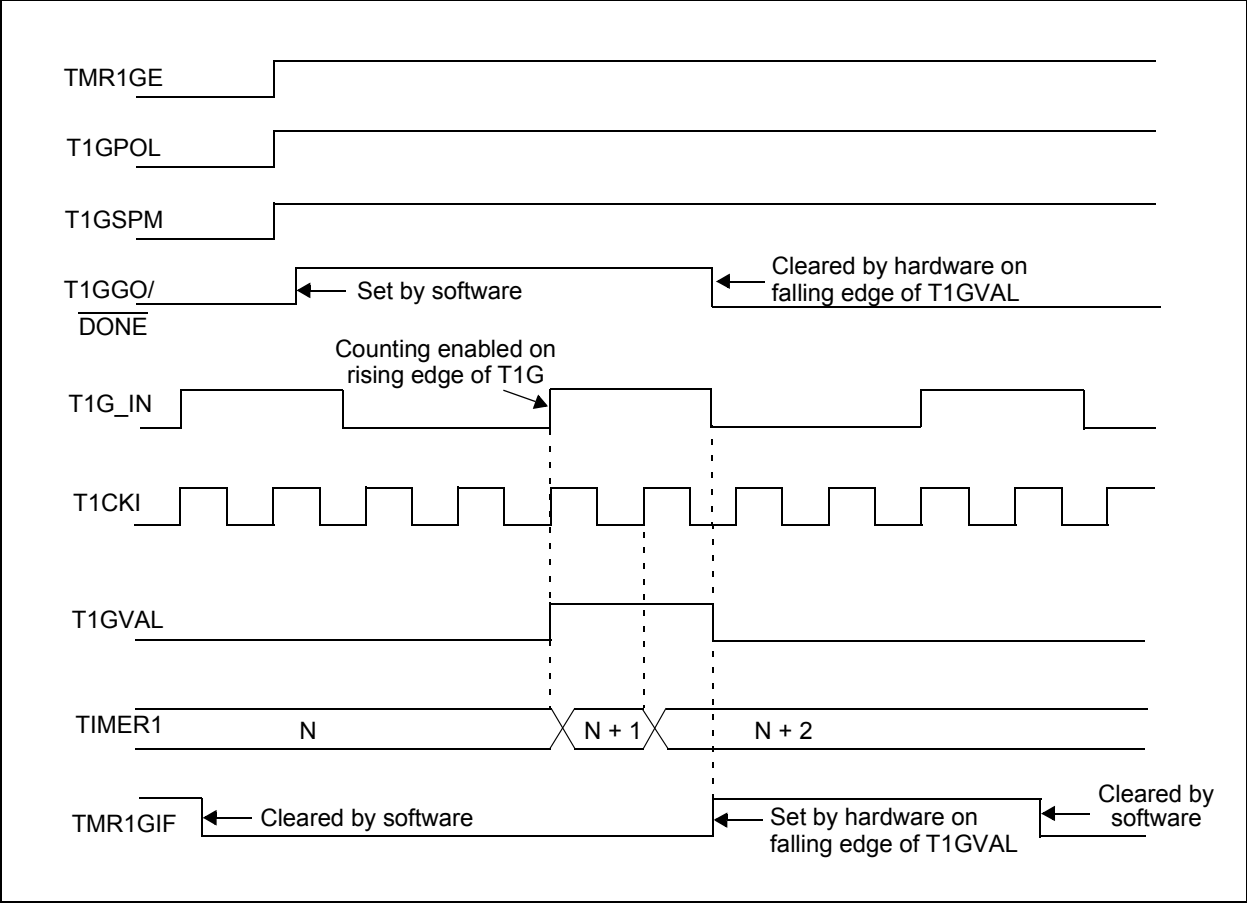 TMR1GE
T1GPOL
T1GSPM
T1GGO/
DONE
Set by software
Cleared by hardware on
falling edge of T1GVAL
Counting enabled on
rising edge of T1G
T1G_IN
T1CKI
T1GVAL
TIMER1
N
N + 1
N + 2
TMR1GIF
Cleared by software
Set by hardware on
falling edge of T1GVAL
Cleared by
software